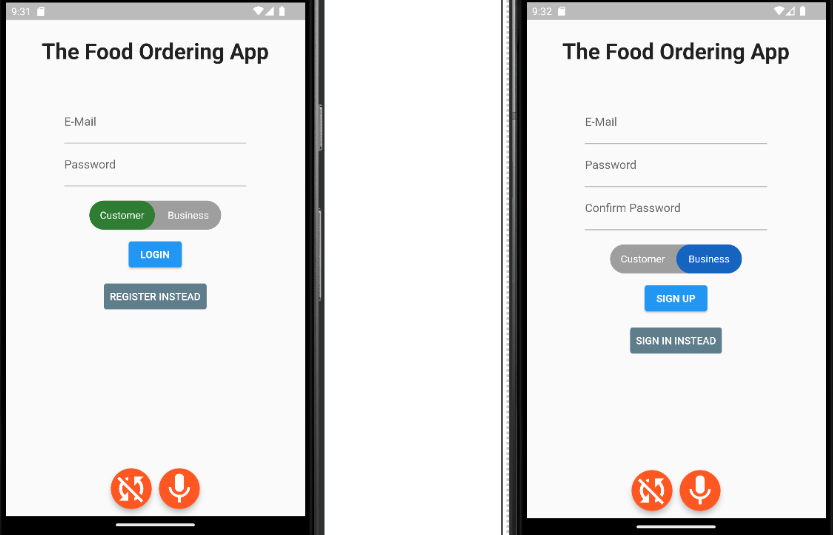 9:31
The Food Ordering App
E-Mail
Password
Customer Business
LOGIN
REGISTER INSTEAD
9:32
The Food Ordering App
E-Mail
Password
Confirm Password
Customer Business
SIGN UP
SIGN IN INSTEAD